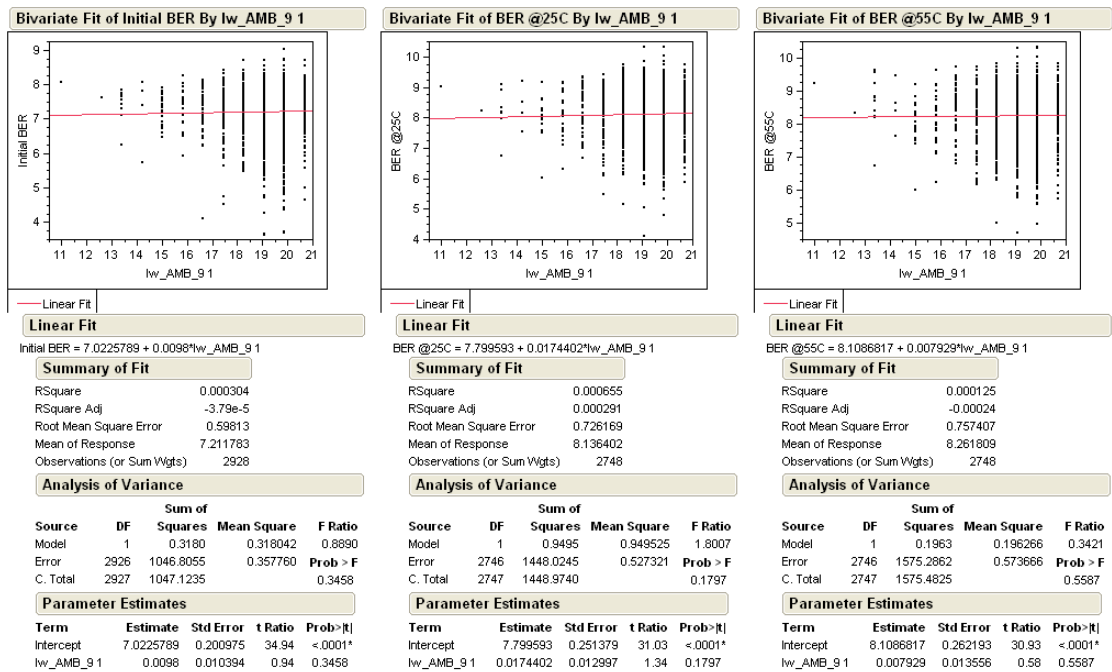 Bivariate Fit of Initial BER By Iw_AMB_9 1
Initial BER
9
8
7
6
5
4
11 12 13 14 15 16 17 18 19 20 21
Iw_AMB_9 1
Linear Fit
Linear Fit
Initial BER = 7.0225789 + 0.0098*Iw_AMB_9 1
Summary of Fit
RSquare 0.000304
RSquare Adj -3.79e-5
Root Mean Square Error 0.59813
Mean of Response 7.211783
Observations (or Sum Wgts) 2928
Analysis of Variance
Sum of
Source DF Squares Mean Square F Ratio
Model 1 0.3180 0.318042 0.8890
Error 2926 1046.8055 0.357760 Prob > F
C. Total 2927 1047.1235 0.3458
Parameter Estimates
Term Estimate Std Error t Ratio Prob>|t|
Intercept 7.0225789 0.200975 34.94 <.0001*
Iw_AMB_9 1 0.0098 0.010394 0.94 0.3458
Bivariate Fit of BER @25C By Iw_AMB_9 1
BER @25C
10
9
8
7
6
5
4
11 12 13 14 15 16 17 18 19 20 21
Iw_AMB_9 1
Linear Fit
Linear Fit
BER @25C = 7.799593 + 0.0174402*Iw_AMB_9 1
Summary of Fit
RSquare 0.000655
RSquare Adj 0.000291
Root Mean Square Error 0.726169
Mean of Response 8.136402
Observations (or Sum Wgts) 2748
Analysis of Variance
Sum of
Source DF Squares Mean Square F Ratio
Model 1 0.9495 0.949525 1.8007
Error 2746 1448.0245 0.527321 Prob > F
C. Total 2747 1448.9740 0.1797
Parameter Estimates
Term Estimate Std Error t Ratio Prob>|t|
Intercept 7.799593 0.251379 31.03 <.0001*
Iw_AMB_9 1 0.0174402 0.012997 1.34 0.1797
Bivariate Fit of BER @55C By Iw_AMB_9 1
BER @55C
10
9
8
7
6
5
11 12 13 14 15 16 17 18 19 20 21
Iw_AMB_9 1
Linear Fit
Linear Fit
BER @55C = 8.1086817 + 0.007929*Iw_AMB_9 1
Summary of Fit
RSquare 0.000125
RSquare Adj -0.00024
Root Mean Square Error 0.757407
Mean of Response 8.261809
Observations (or Sum Wgts) 2748
Analysis of Variance
Sum of
Source DF Squares Mean Square F Ratio
Model 1 0.1963 0.196266 0.3421
Error 2746 1575.2862 0.573666 Prob > F
C. Total 2747 1575.4825 0.5587
Parameter Estimates
Term Estimate Std Error t Ratio Prob>|t|
Intercept 8.1086817 0.262193 30.93 <.0001*
Iw_AMB_9 1 0.007929 0.013556 0.58 0.5587